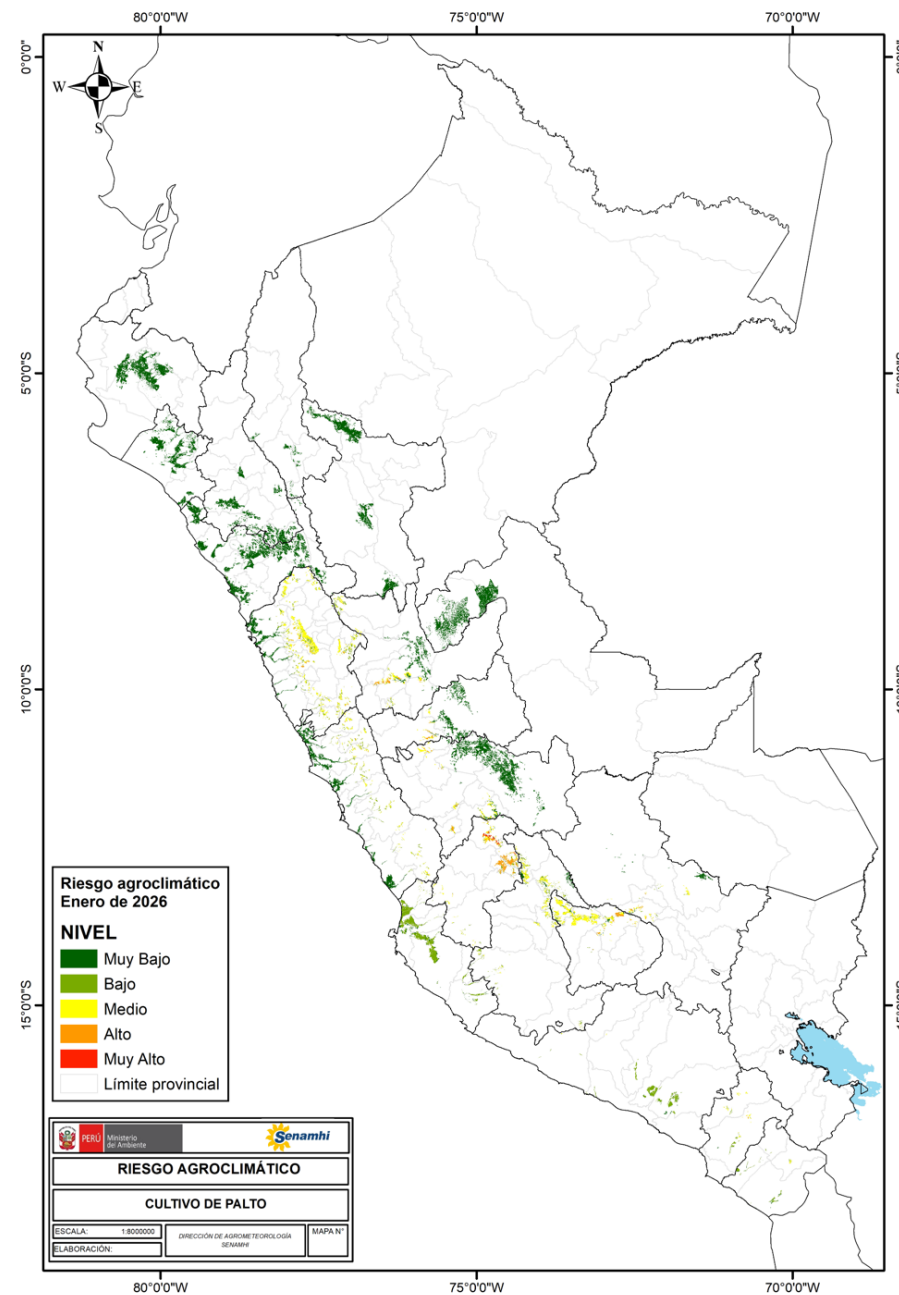 80°0'0"W 75°0'0"W 70°0'0"W
N
W E
S
0°0'0"
5°0'0"S
10°0'0"S
15°0'0"S
Riesgo agroclimático
Enero de 2026
NIVEL
Muy Bajo
Bajo
Medio
Alto
Muy Alto
Límite provincial
PERÚ Ministerio
del Ambiente
Senamhi
RIESGO AGROCLIMÁTICO
CULTIVO DE PALTO
ESCALA: 1:8000000
ELABORACIÓN:
DIRECCIÓN DE AGROMETEOROLOGÍA
SENAMHI
MAPA N°
80°0'0"W 75°0'0"W 70°0'0"W